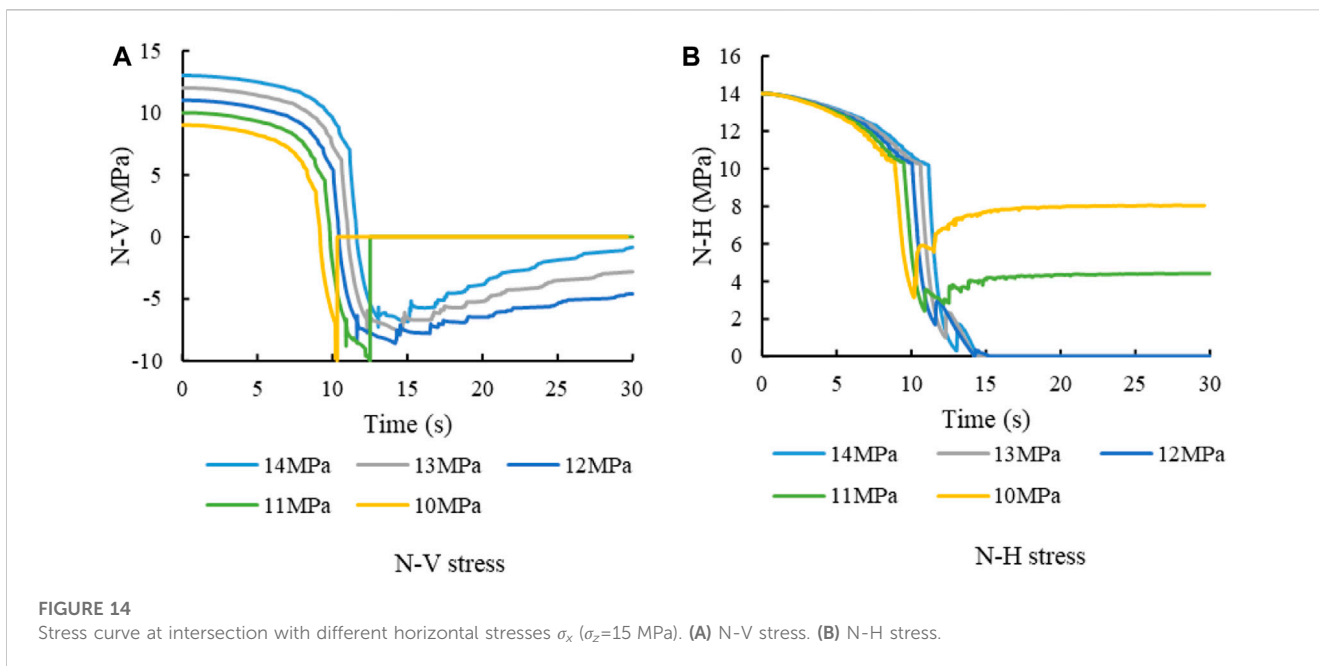 A
15
10
5
0
-5
-10
N-V (MPa)
0 5 10 15 20 25 30
Time (s)
14MPa 13MPa 12MPa
11MPa 10MPa
N-V stress
B
16
14
12
10
8
6
4
2
0
N-H (MPa)
0 5 10 15 20 25 30
Time (s)
14MPa 13MPa 12MPa
11MPa 10MPa
N-H stress
FIGURE 14
Stress curve at intersection with different horizontal stresses σx (σz=15 MPa). (A) N-V stress. (B) N-H stress.